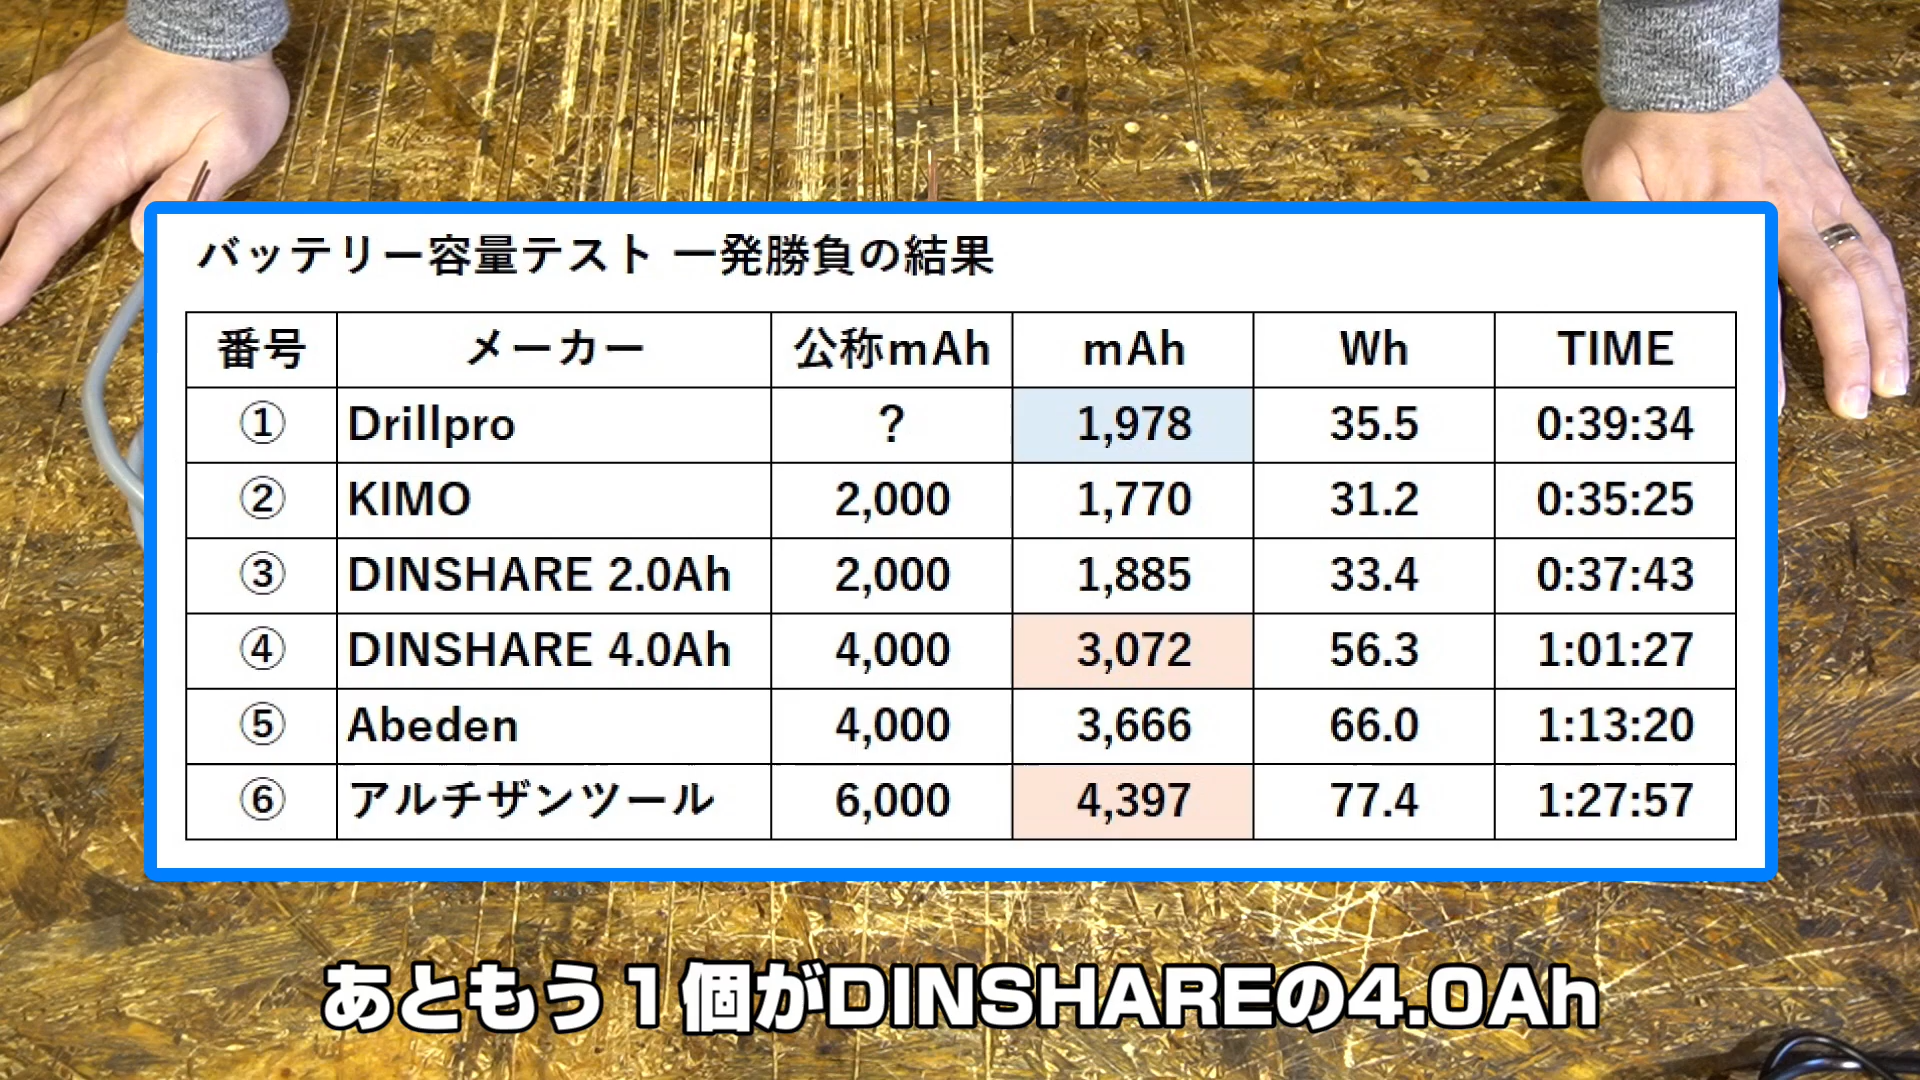 バッテリー容量テスト 一発勝負の結果
番号 メーカー 公称mAh mAh Wh TIME
① Drillpro ? 1,978 35.5 0:39:34
② KIMO 2,000 1,770 31.2 0:35:25
③ DINSHARE 2.0Ah 2,000 1,885 33.4 0:37:43
④ DINSHARE 4.0Ah 4,000 3,072 56.3 1:01:27
⑤ Abeden 4,000 3,666 66.0 1:13:20
⑥ アルチザンツール 6,000 4,397 77.4 1:27:57
あともう1個がDINSHAREの4.0Ah